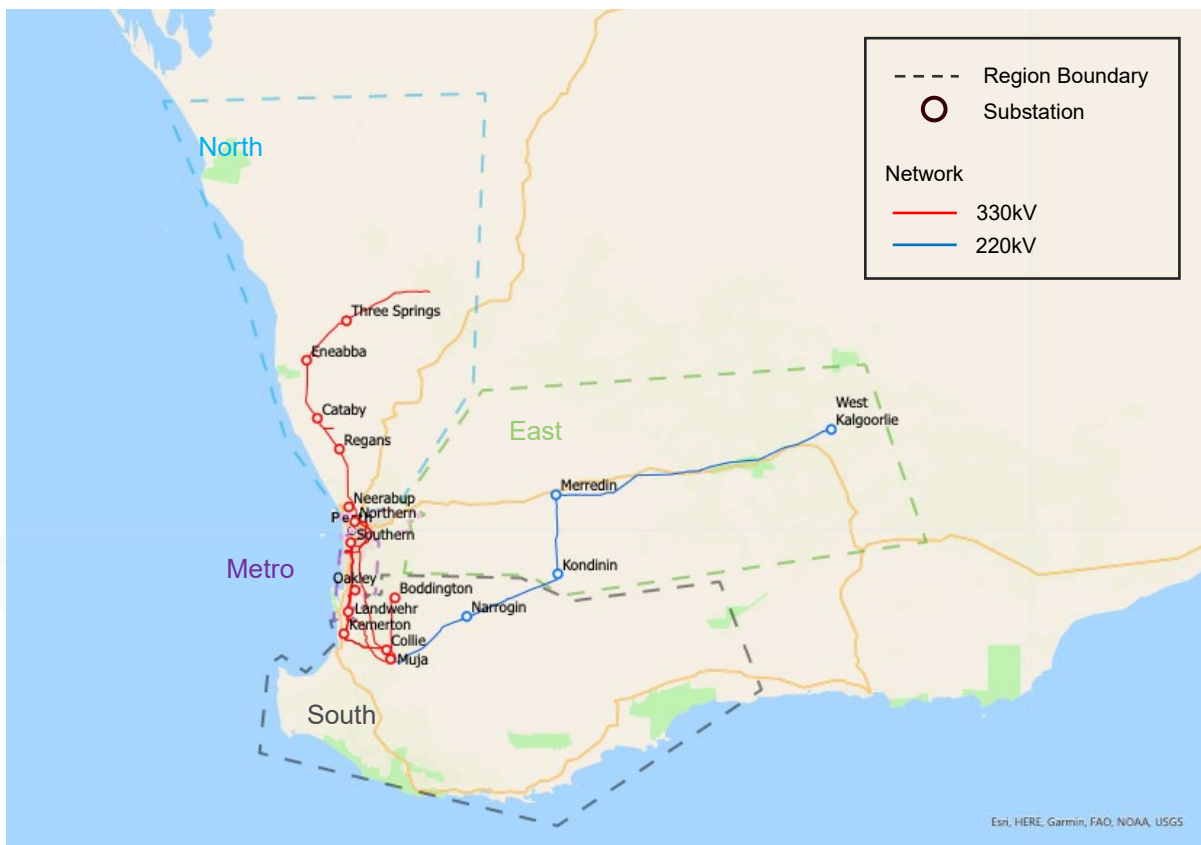 Region Boundary
Substation
Network
330kV
220kV
North
Three Springs
Eneabba
Cataby
Regans
West
Kalgoorlie
East
Merredin
Neerabup
Northern
Perth
Southern
Metro
Kondinin
Oakley
Boddington
Landwehr
Narrogin
Kemerton
Collie
Muja
South
Esri, HERE, Garmin, FAO, NOAA, USGS